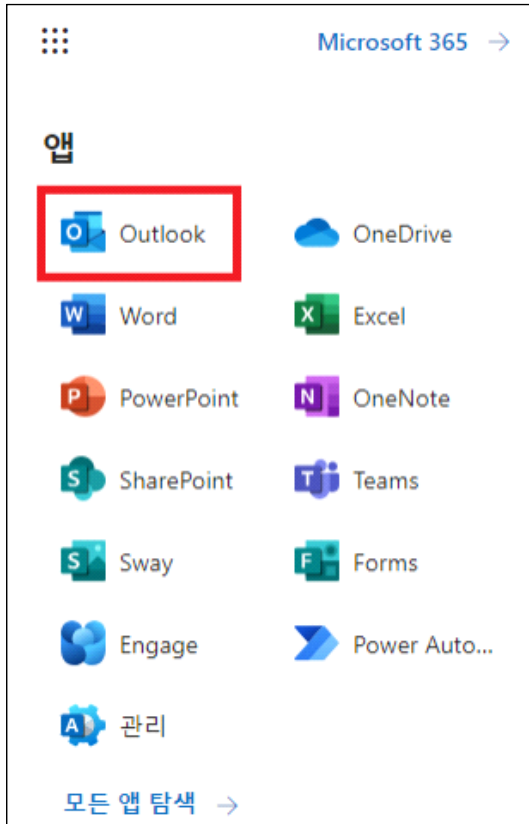 Microsoft 365 →
앱
Outlook
OneDrive
Word
Excel
PowerPoint
OneNote
SharePoint
Teams
Sway
Forms
Engage
Power Auto...
관리
모든 앱 탐색 →